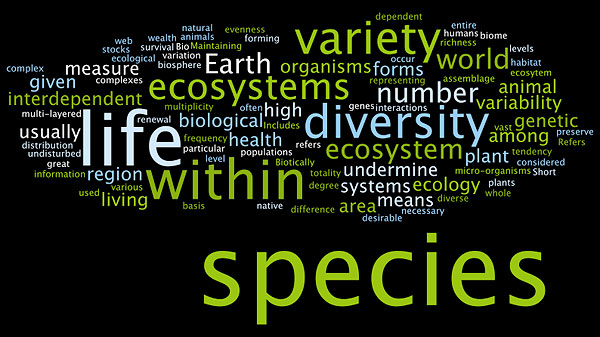 dependent
natural evenness variety entire
web wealth animals forming humans biome
stocks survival Bio Maintaining richness levels
ecological variation Earth organisms occur world habitat
complex measure biosphere forms ecosytem
given complexes ecosystems representing assemblage animal
interdependent multiplicity often high genes interactions number variability
multi-layered renewal biological Includes diversity vast genetic
usually life frequency health refers among preserve
distribution particular populations ecosystem Refers
undisturbed level Biotically plant tendency considered
great region within totality undermine micro-organisms Short
information various degree systems ecology plants
used living basis native difference area means diverse whole
desirable necessary
species